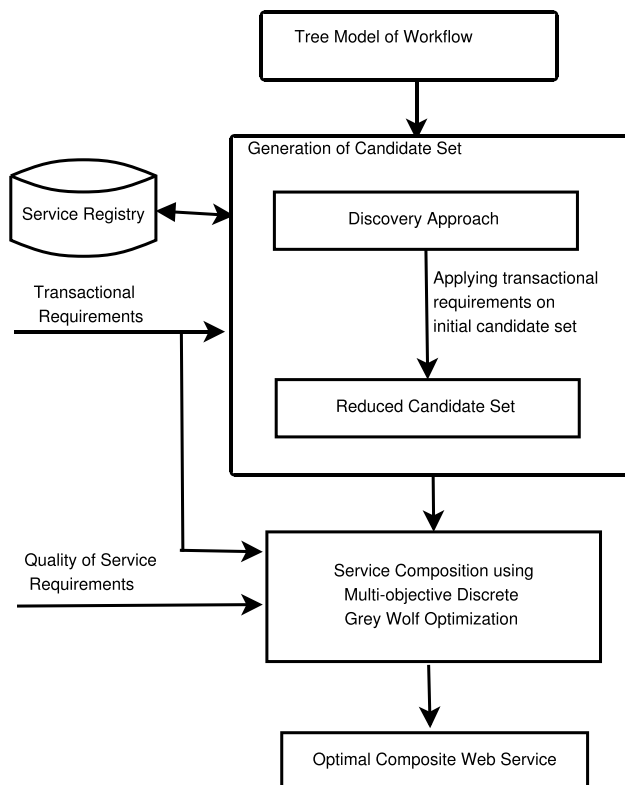 Tree Model of Workflow
Generation of Candidate Set
Service Registry
Discovery Approach
Applying transactional
requirements on
initial candidate set
Transactional
Requirements
Reduced Candidate Set
Quality of Service
Requirements
Service Composition using
Multi-objective Discrete
Grey Wolf Optimization
Optimal Composite Web Service